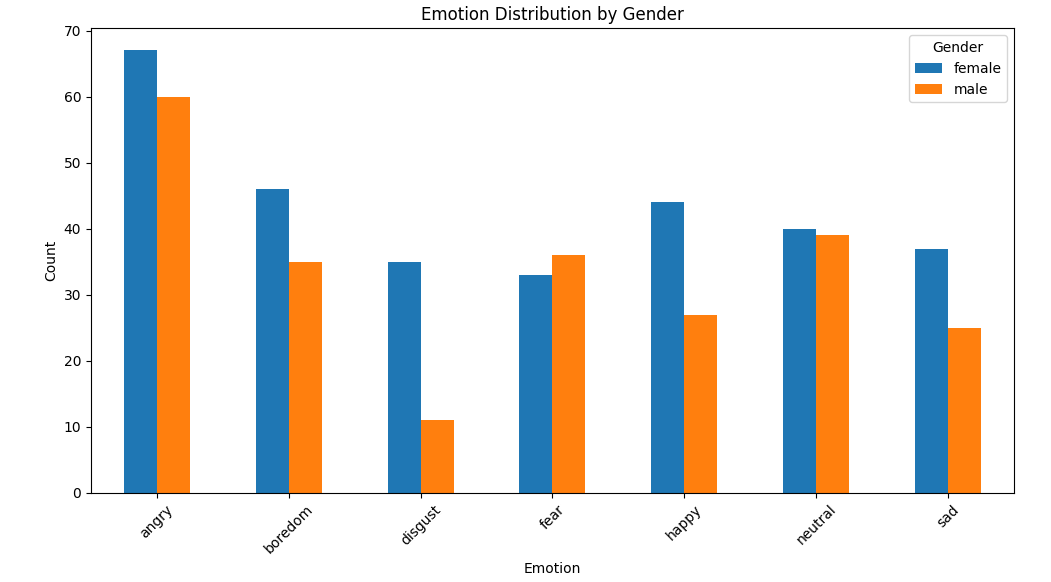 Emotion Distribution by Gender
Gender
female
male
Count
70
60
50
40
30
20
10
0
angry
boredom
disgust
fear
happy
neutral
sad
Emotion